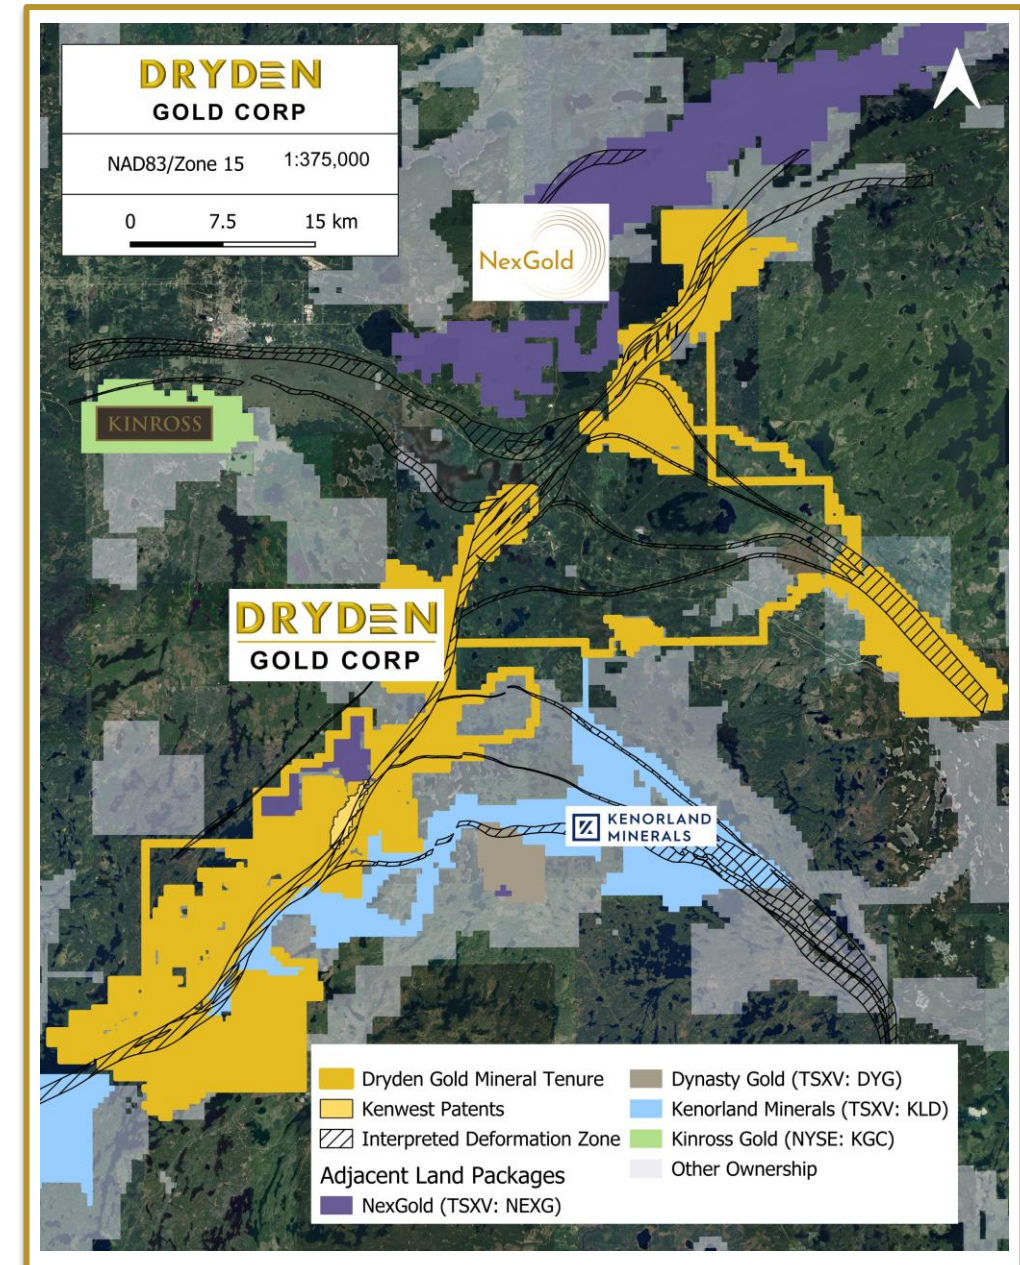 DRYDEN
GOLD CORP
NAD83/Zone 15 1:375,000
0 7.5 15 km
NexGold
KINROSS
DRYDEN
GOLD CORP
KENORLAND
MINERALS
Dryden Gold Mineral Tenure
Kenwest Patents
Interpreted Deformation Zone
Adjacent Land Packages
NexGold (TSXV: NEXG)
Dynasty Gold (TSXV: DYG)
Kenorland Minerals (TSXV: KLD)
Kinross Gold (NYSE: KGC)
Other Ownership